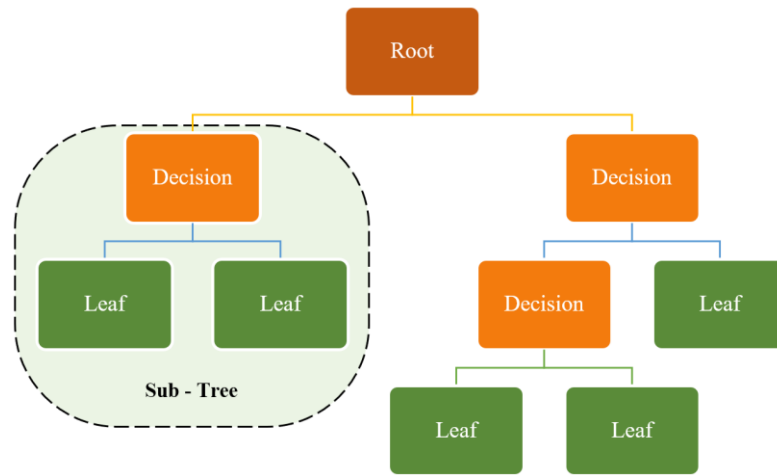 Root
Decision
Decision
Leaf
Leaf
Decision
Leaf
Sub - Tree
Leaf
Leaf